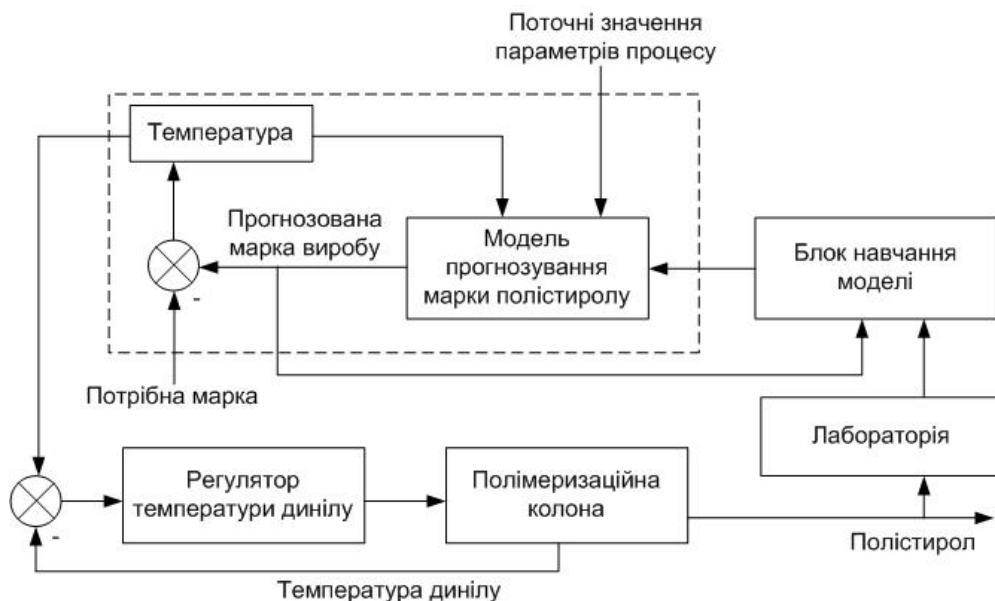 Поточні значення
параметрів процесу
Температура
Прогнозована
марка виробу
Модель
прогнозування
марки полістиролу
Блок навчання
моделі
-
Потрібна марка
Лабораторія
Регулятор
температури динілу
Полімеризаційна
колона
-
Полістирол
Температура динілу